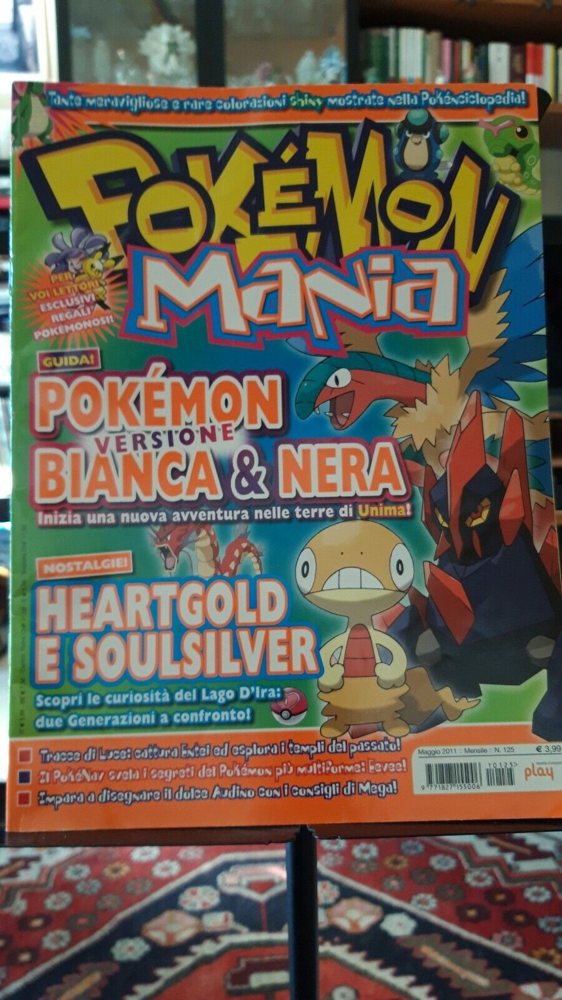 Tante meravigliose e rare colorazioni shiny mostrate nella Pokénciclopedia!
POKÉMON
MANIA
PER
VOI LETTORI
ESCLUSIVI
REGALI
POKÉMONOSI!
GUIDA!
POKÉMON
VERSIONE
BIANCA & NERA
Inizia una nuova avventura nelle terre di Unima!
NOSTALGIE!
HEARTGOLD
E SOULSILVER
Scopri le curiosità del Lago D'Ira:
due Generazioni a confronto!
Tracce di Luce: cattura Entei ed esplora i templi del passato!
Il PokéNav svela i segreti del Pokémon più multiforme: Eevee!
Impara a disegnare il dolce Audino con i consigli di Mega!
Maggio 2011 :: Mensile :: N. 125
€ 3,99
10125>
9 771827 155006
play